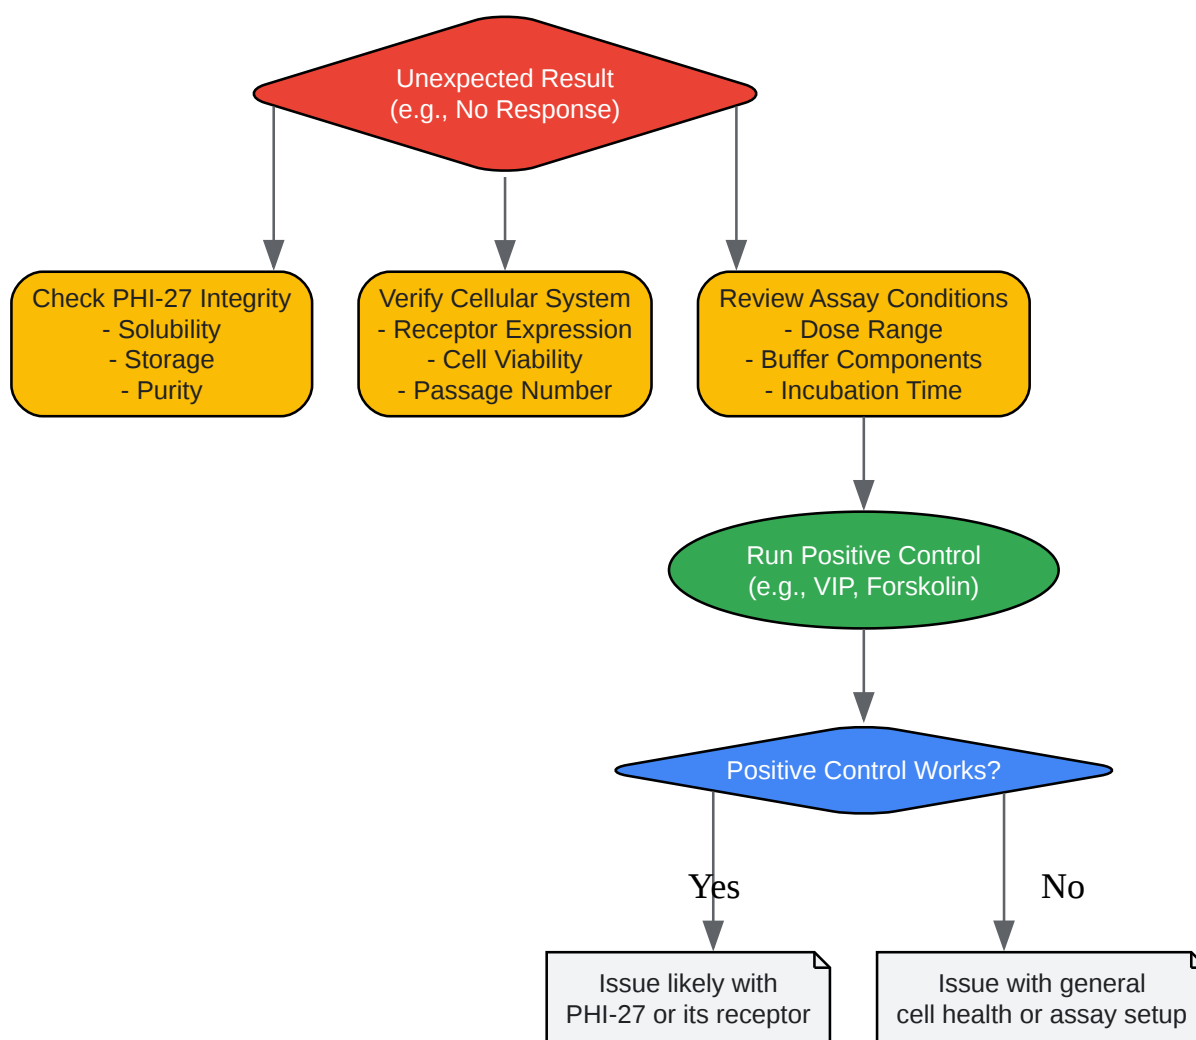 Unexpected Result
(e.g., No Response)
Check PHI-27 Integrity
- Solubility
- Storage
- Purity
Verify Cellular System
- Receptor Expression
- Cell Viability
- Passage Number
Review Assay Conditions
- Dose Range
- Buffer Components
- Incubation Time
Run Positive Control
(e.g., VIP, Forskolin)
Positive Control Works?
Yes
No
Issue likely with
PHI-27 or its receptor
Issue with general
cell health or assay setup